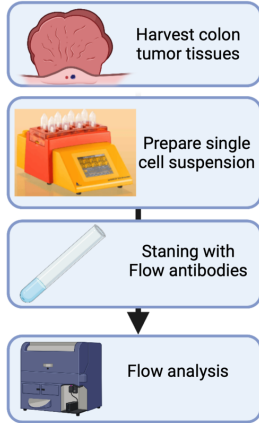 Harvest colon
tumor tissues
Prepare single
cell suspension
Staning with
Flow antibodies
Flow analysis